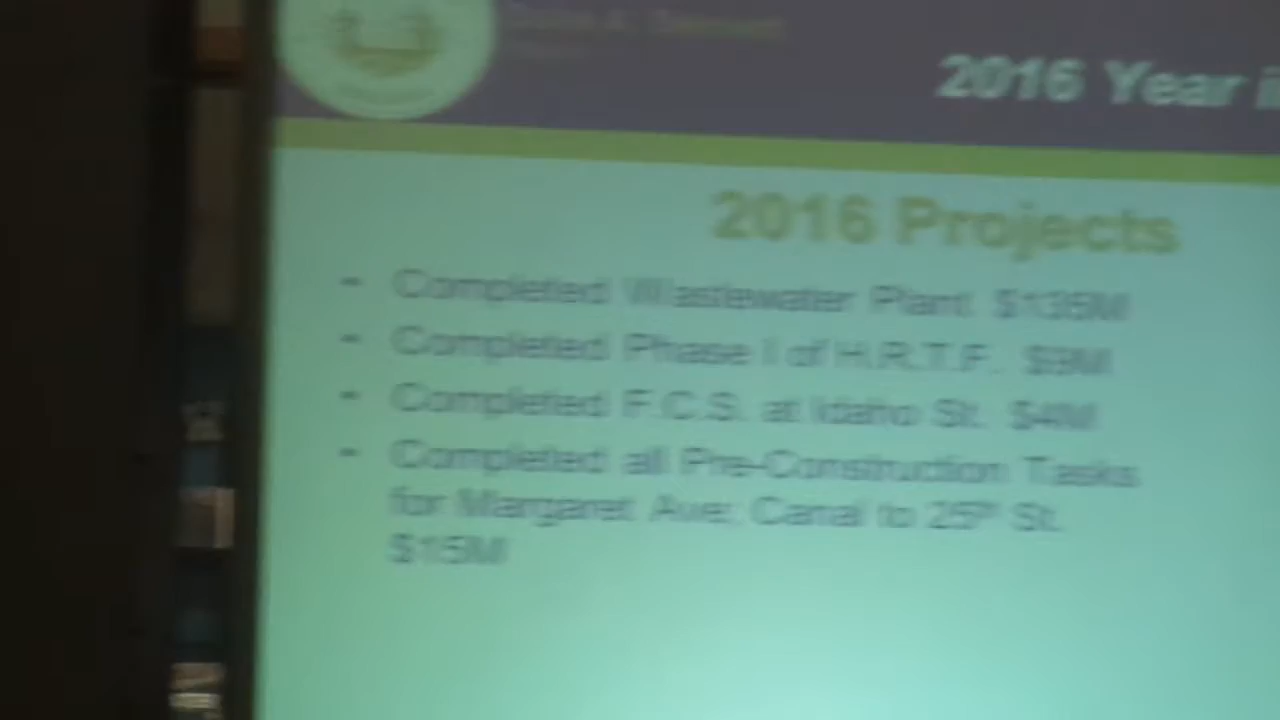 2016 Year i
2016 Projects
- Completed Wastewater Plant $135M
- Completed Phase I of H.R.T.F. $9M
- Completed F.C.S. at Idaho St. $4M
- Completed all Pre-Construction Tasks
for Margaret Ave; Canal to 25th St.
$15M